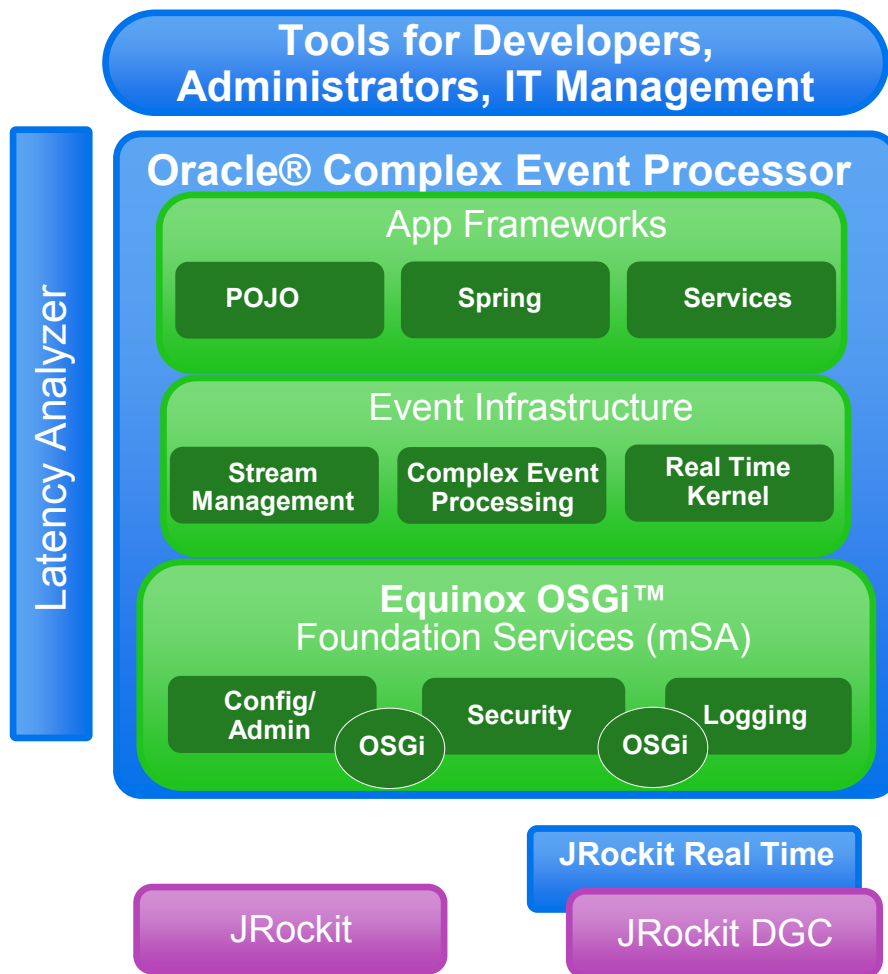 Tools for Developers,
Administrators, IT Management
Latency Analyzer
Oracle® Complex Event Processor
App Frameworks
POJO
Spring
Services
Event Infrastructure
Stream
Management
Complex Event
Processing
Real Time
Kernel
Equinox OSGi™
Foundation Services (mSA)
Config/
Admin
OSGi
Security
OSGi
Logging
JRockit Real Time
JRockit
JRockit DGC